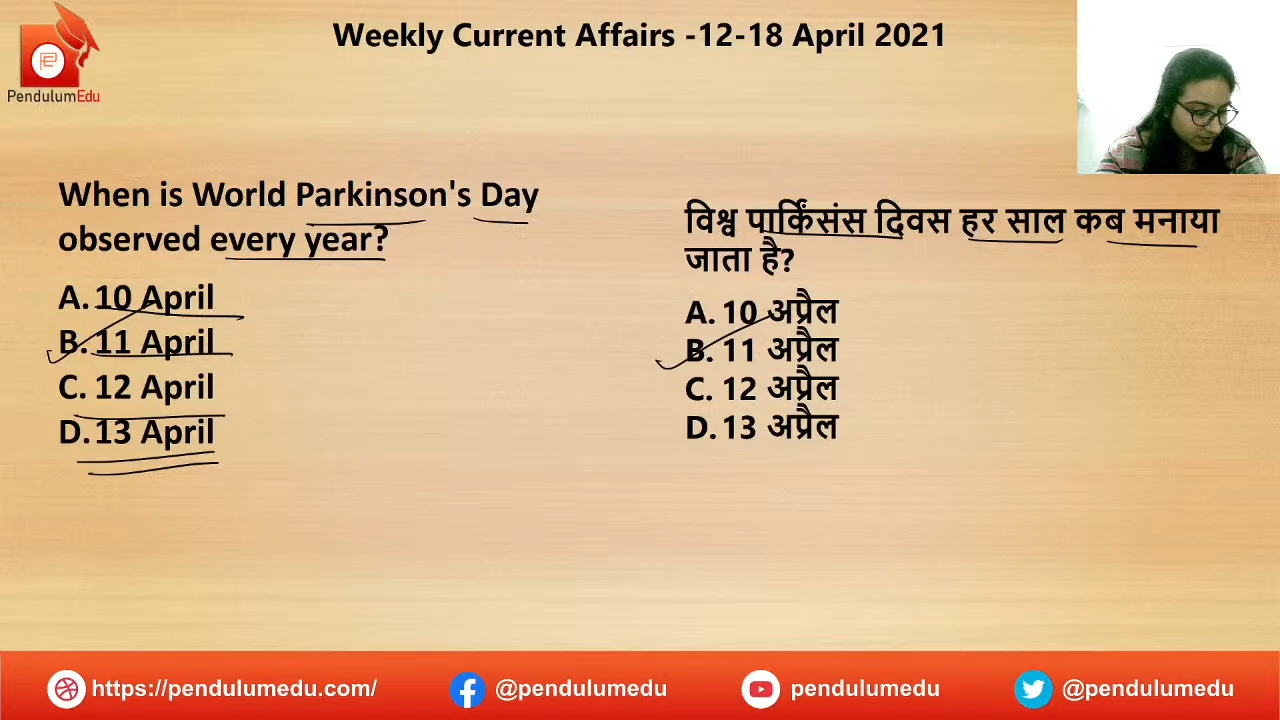 Weekly Current Affairs -12-18 April 2021
PendulumEdu
When is World Parkinson's Day
observed every year?
A. 10 April
B. 11 April
C. 12 April
D. 13 April
विश्व पार्किंसंस दिवस हर साल कब मनाया
जाता है?
A. 10 अप्रैल
B. 11 अप्रैल
C. 12 अप्रैल
D. 13 अप्रैल
https://pendulumedu.com/
@pendulumedu
pendulumedu
@pendulumedu